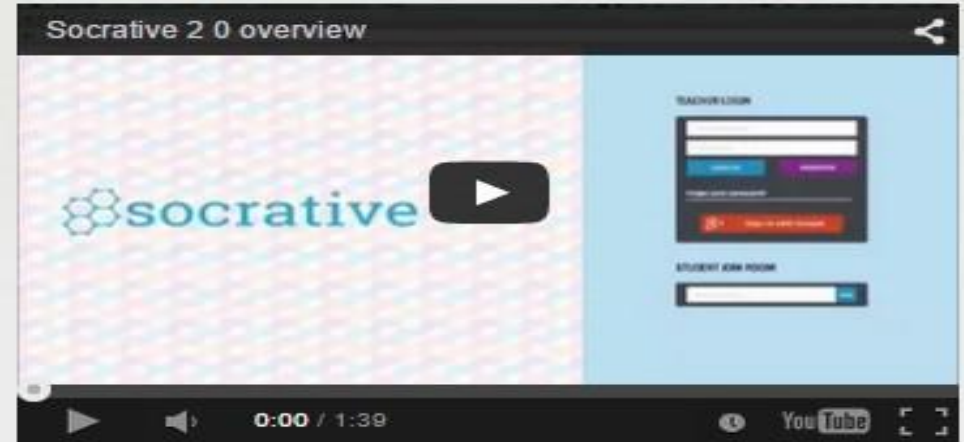 Socrative 2 0 overview
TEACHER LOGIN
socrative
STUDENT JOIN ROOM
0:00 / 1:39
YouTube